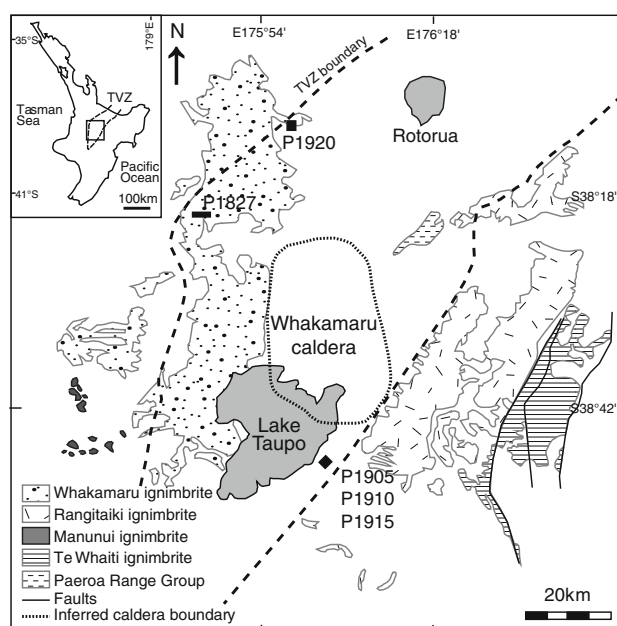 N
E175°54'
E176°18'
179°E
35°S
TVZ
Tasman
Sea
Pacific
Ocean
41°S
100km
TVZ boundary
Rotorua
P1920
P1827
S38°18'
Whakamaru
caldera
S38°42'
Lake
Taupo
P1905
P1910
P1915
Whakamaru ignimbrite
Rangitaiki ignimbrite
Manunui ignimbrite
Te Whaiti ignimbrite
Paeroa Range Group
Faults
Inferred caldera boundary
20km